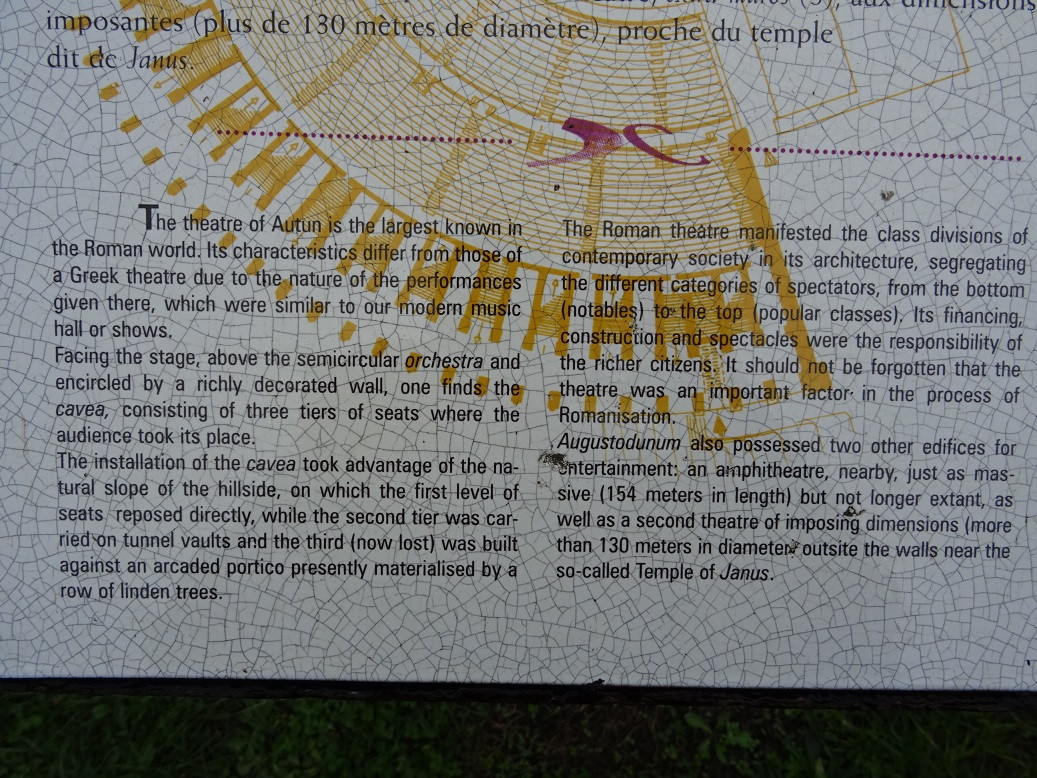 aux dimensions
imposantes (plus de 130 mètres de diamètre), proche du temple
dit de Janus.
The theatre of Autun is the largest known in
the Roman world. Its characteristics differ from those of
a Greek theatre due to the nature of the performances
given there, which were similar to our modern music
hall or shows.
Facing the stage, above the semicircular orchestra and
encircled by a richly decorated wall, one finds the
cavea, consisting of three tiers of seats where the
audience took its place.
The installation of the cavea took advantage of the na-
tural slope of the hillside, on which the first level of
seats reposed directly, while the second tier was car-
ried on tunnel vaults and the third (now lost) was built
against an arcaded portico presently materialised by a
row of linden trees.
The Roman theatre manifested the class divisions of
contemporary society in its architecture, segregating
the different categories of spectators, from the bottom
(notables) to the top (popular classes). Its financing,
construction and spectacles were the responsibility of
the richer citizens. It should not be forgotten that the
theatre was an important factor in the process of
Romanisation.
Augustodunum also possessed two other edifices for
entertainment: an amphitheatre, nearby, just as mas-
sive (154 meters in length) but not longer extant, as
well as a second theatre of imposing dimensions (more
than 130 meters in diameter, outsite the walls near the
so-called Temple of Janus.